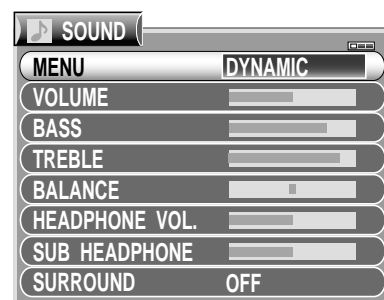 SOUND
MENU DYNAMIC
VOLUME
BASS
TREBLE
BALANCE
HEADPHONE VOL.
SUB HEADPHONE
SURROUND OFF